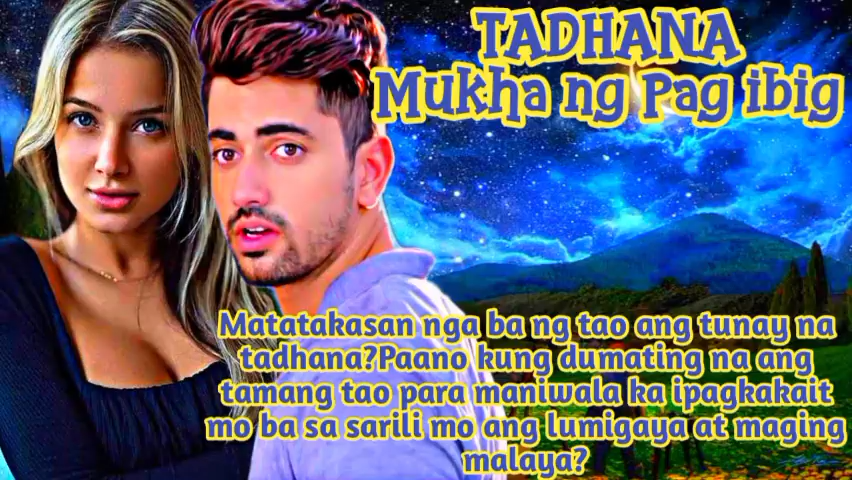 TADHANA
Mukha ng Pag ibig
Matatakasan nga ba ng tao ang tunay na
tadhana?Paano kung dumating na ang
tamang tao para maniwala ka ipagkakait
mo ba sa sarili mo ang lumigaya at maging
malaya?